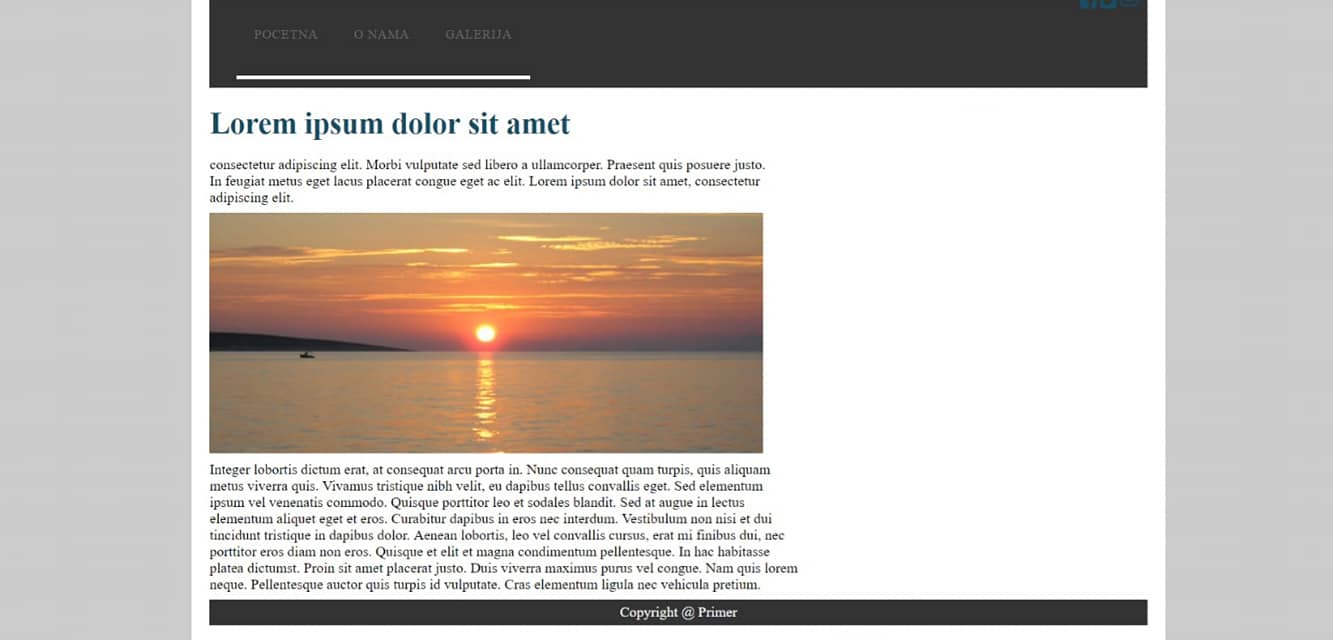 POCETNA O NAMA GALERIJA
Lorem ipsum dolor sit amet
consectetur adipiscing elit. Morbi vulputate sed libero a ullamcorper. Praesent quis posuere justo.
In feugiat metus eget lacus placerat congue eget ac elit. Lorem ipsum dolor sit amet, consectetur
adipiscing elit.
Integer lobortis dictum erat, at consequat arcu porta in. Nunc consequat quam turpis, quis aliquam
metus viverra quis. Vivamus tristique nibh velit, eu dapibus tellus convallis eget. Sed elementum
ipsum vel venenatis commodo. Quisque porttitor leo et sodales blandit. Sed at augue in lectus
elementum aliquet eget et eros. Curabitur dapibus in eros nec interdum. Vestibulum non nisi et dui
tincidunt tristique in dapibus dolor. Aenean lobortis, leo vel convallis cursus, erat mi finibus dui, nec
porttitor eros diam non eros. Quisque et elit et magna condimentum pellentesque. In hac habitasse
platea dictumst. Proin sit amet placerat justo. Duis viverra maximus purus vel congue. Nam quis lorem
neque. Pellentesque auctor quis turpis id vulputate. Cras elementum ligula nec vehicula pretium.
Copyright @ Primer